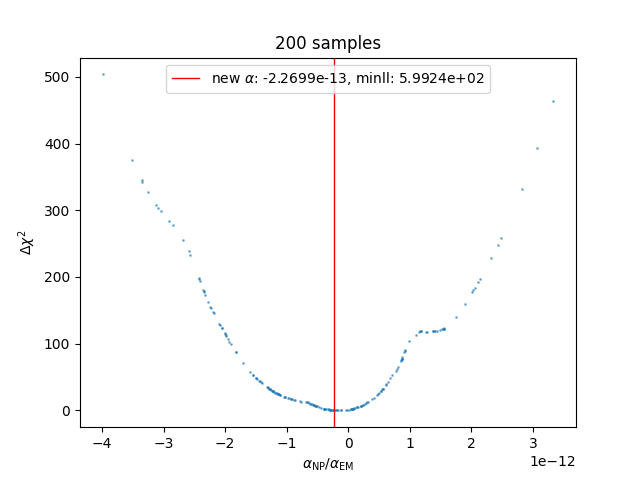 200 samples
new α: -2.2699e-13, minll: 5.9924e+02
500
400
300
200
100
0
Δχ²
−4 −3 −2 −1 0 1 2 3
1e−12
α_NP/α_EM